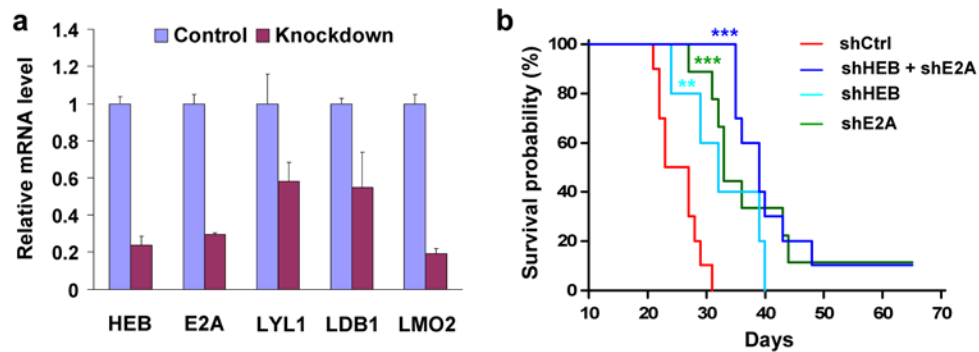 a
Control Knockdown
Relative mRNA level
1.4
1.2
1
0.8
0.6
0.4
0.2
0
HEB E2A LYL1 LDB1 LMO2
b
Survival probability (%)
100
80
60
40
20
0
10 20 30 40 50 60 70
Days
***
***
**
shCtrl
shHEB + shE2A
shHEB
shE2A